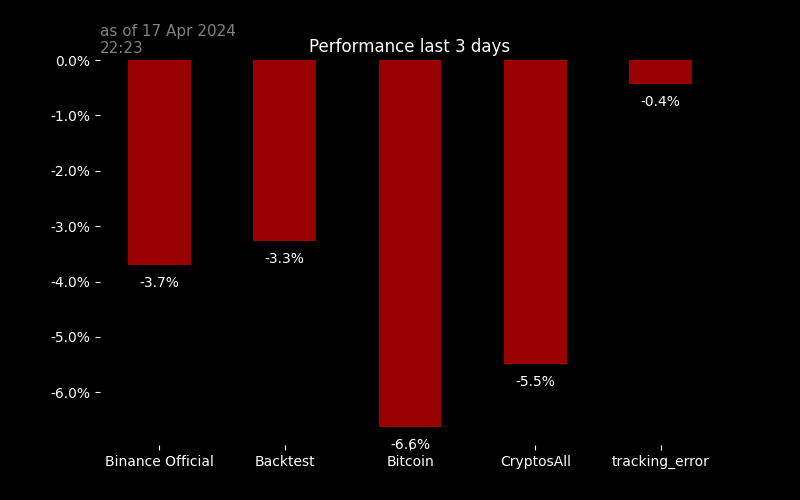 as of 17 Apr 2024
22:23
Performance last 3 days
0.0%
-1.0%
-2.0%
-3.0%
-4.0%
-5.0%
-6.0%
-3.7%
-3.3%
-6.6%
-5.5%
-0.4%
Binance Official
Backtest
Bitcoin
CryptosAll
tracking_error